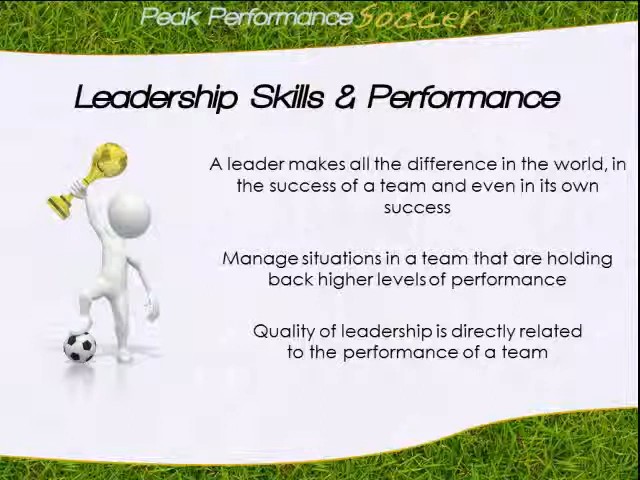 Peak Performance Soccer
Leadership Skills & Performance
A leader makes all the difference in the world, in
the success of a team and even in its own
success
Manage situations in a team that are holding
back higher levels of performance
Quality of leadership is directly related
to the performance of a team